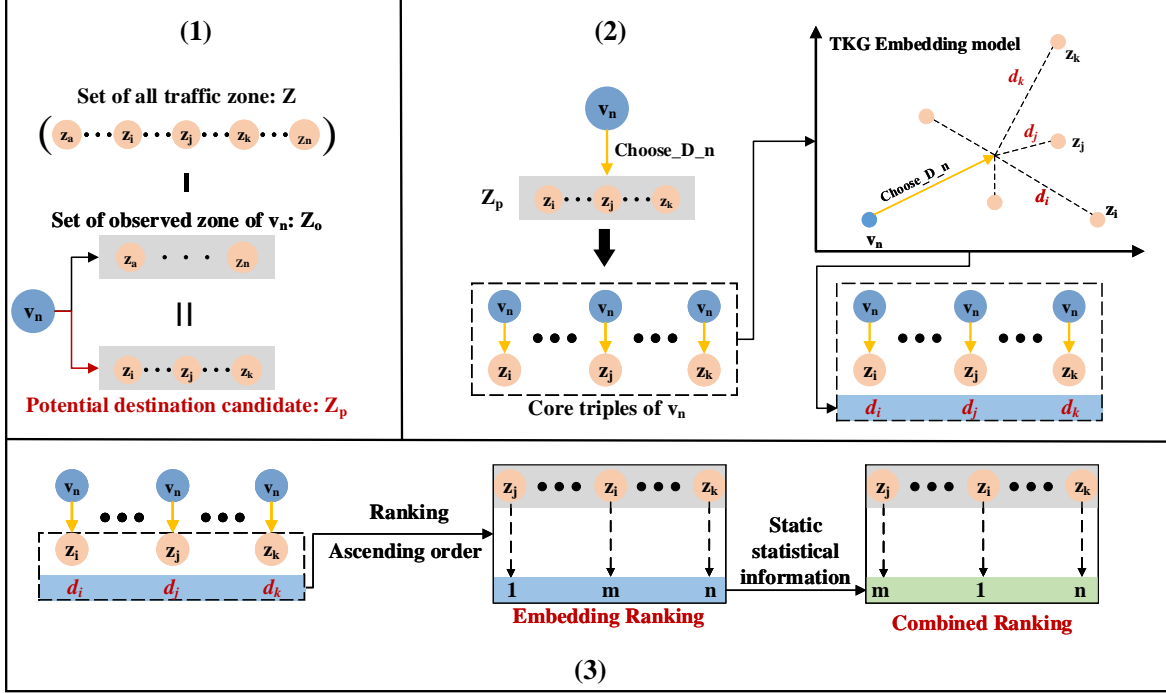 (1)
Set of all traffic zone: Z
( z_a ··· z_i ··· z_j ··· z_k ··· z_n )
Set of observed zone of v_n: Z_o
z_a · · · z_n
v_n
z_i ··· z_j ··· z_k
Potential destination candidate: Z_p
(2)
v_n
Choose_D_n
Z_p
z_i ··· z_j ··· z_k
v_n ••• v_n ••• v_n
z_i z_j z_k
Core triples of v_n
TKG Embedding model
z_k
d_k
d_j
z_j
Choose_D_n
d_i
z_i
v_n
v_n ••• v_n ••• v_n
z_i z_j z_k
d_i d_j d_k
v_n ••• v_n ••• v_n
z_i z_j z_k
d_i d_j d_k
Ranking
Ascending order
z_j ••• z_i ••• z_k
1 m n
Embedding Ranking
Static
statistical
information
z_j ••• z_i ••• z_k
m 1 n
Combined Ranking
(3)